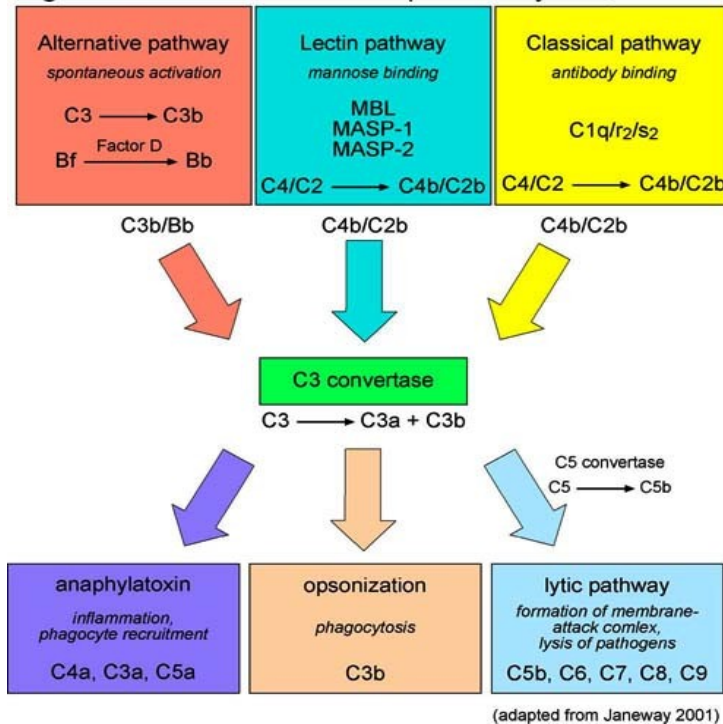 Alternative pathway
spontaneous activation
C3 → C3b
Factor D
Bf → Bb
Lectin pathway
mannose binding
MBL
MASP-1
MASP-2
C4/C2 → C4b/C2b
Classical pathway
antibody binding
C1q/r₂/s₂
C4/C2 → C4b/C2b
C3b/Bb
C4b/C2b
C4b/C2b
C3 convertase
C3 → C3a + C3b
C5 convertase
C5 → C5b
anaphylatoxin
inflammation,
phagocyte recruitment
C4a, C3a, C5a
opsonization
phagocytosis
C3b
lytic pathway
formation of membrane-
attack comlex,
lysis of pathogens
C5b, C6, C7, C8, C9
(adapted from Janeway 2001)